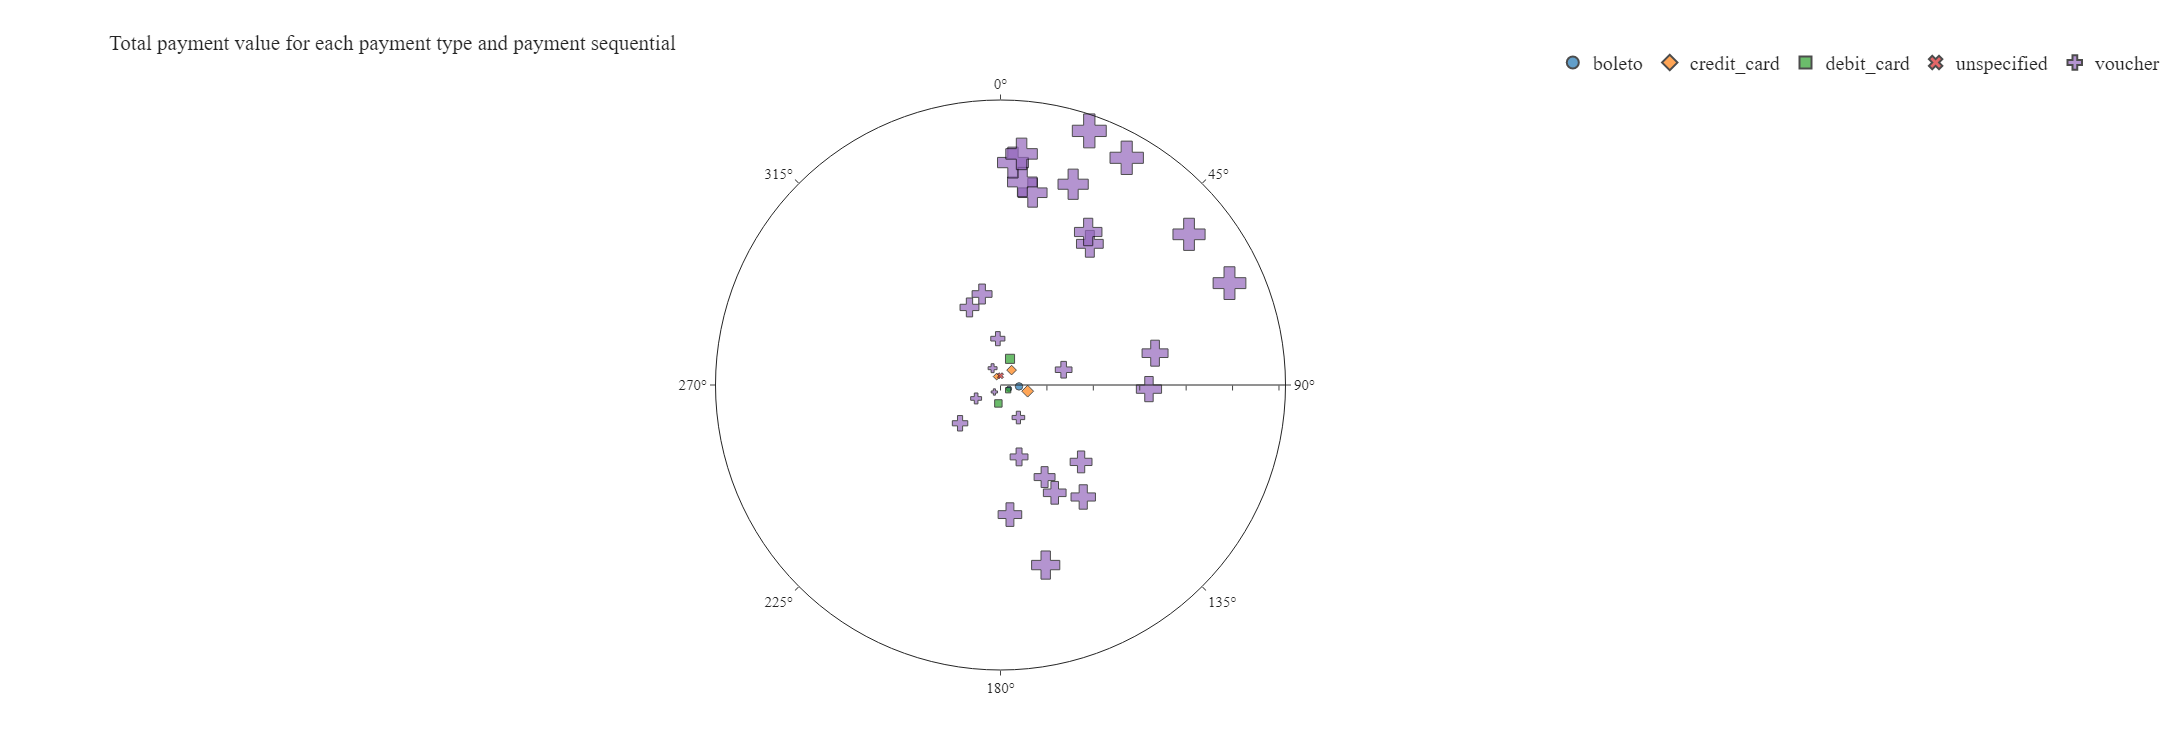 Total payment value for each payment type and payment sequential
boleto credit_card debit_card unspecified voucher
0°
315° 45°
270° 90°
225° 135°
180°